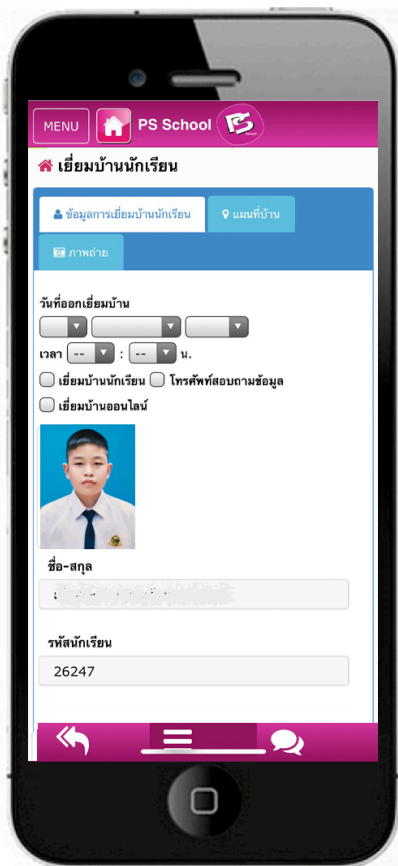 MENU PS School
เยี่ยมบ้านนักเรียน
ข้อมูลการเยี่ยมบ้านนักเรียน แผนที่บ้าน
ภาพถ่าย
วันที่ออกเยี่ยมบ้าน
เวลา -- : -- น.
เยี่ยมบ้านนักเรียน โทรศัพท์สอบถามข้อมูล
เยี่ยมบ้านออนไลน์
ชื่อ-สกุล
รหัสนักเรียน
26247